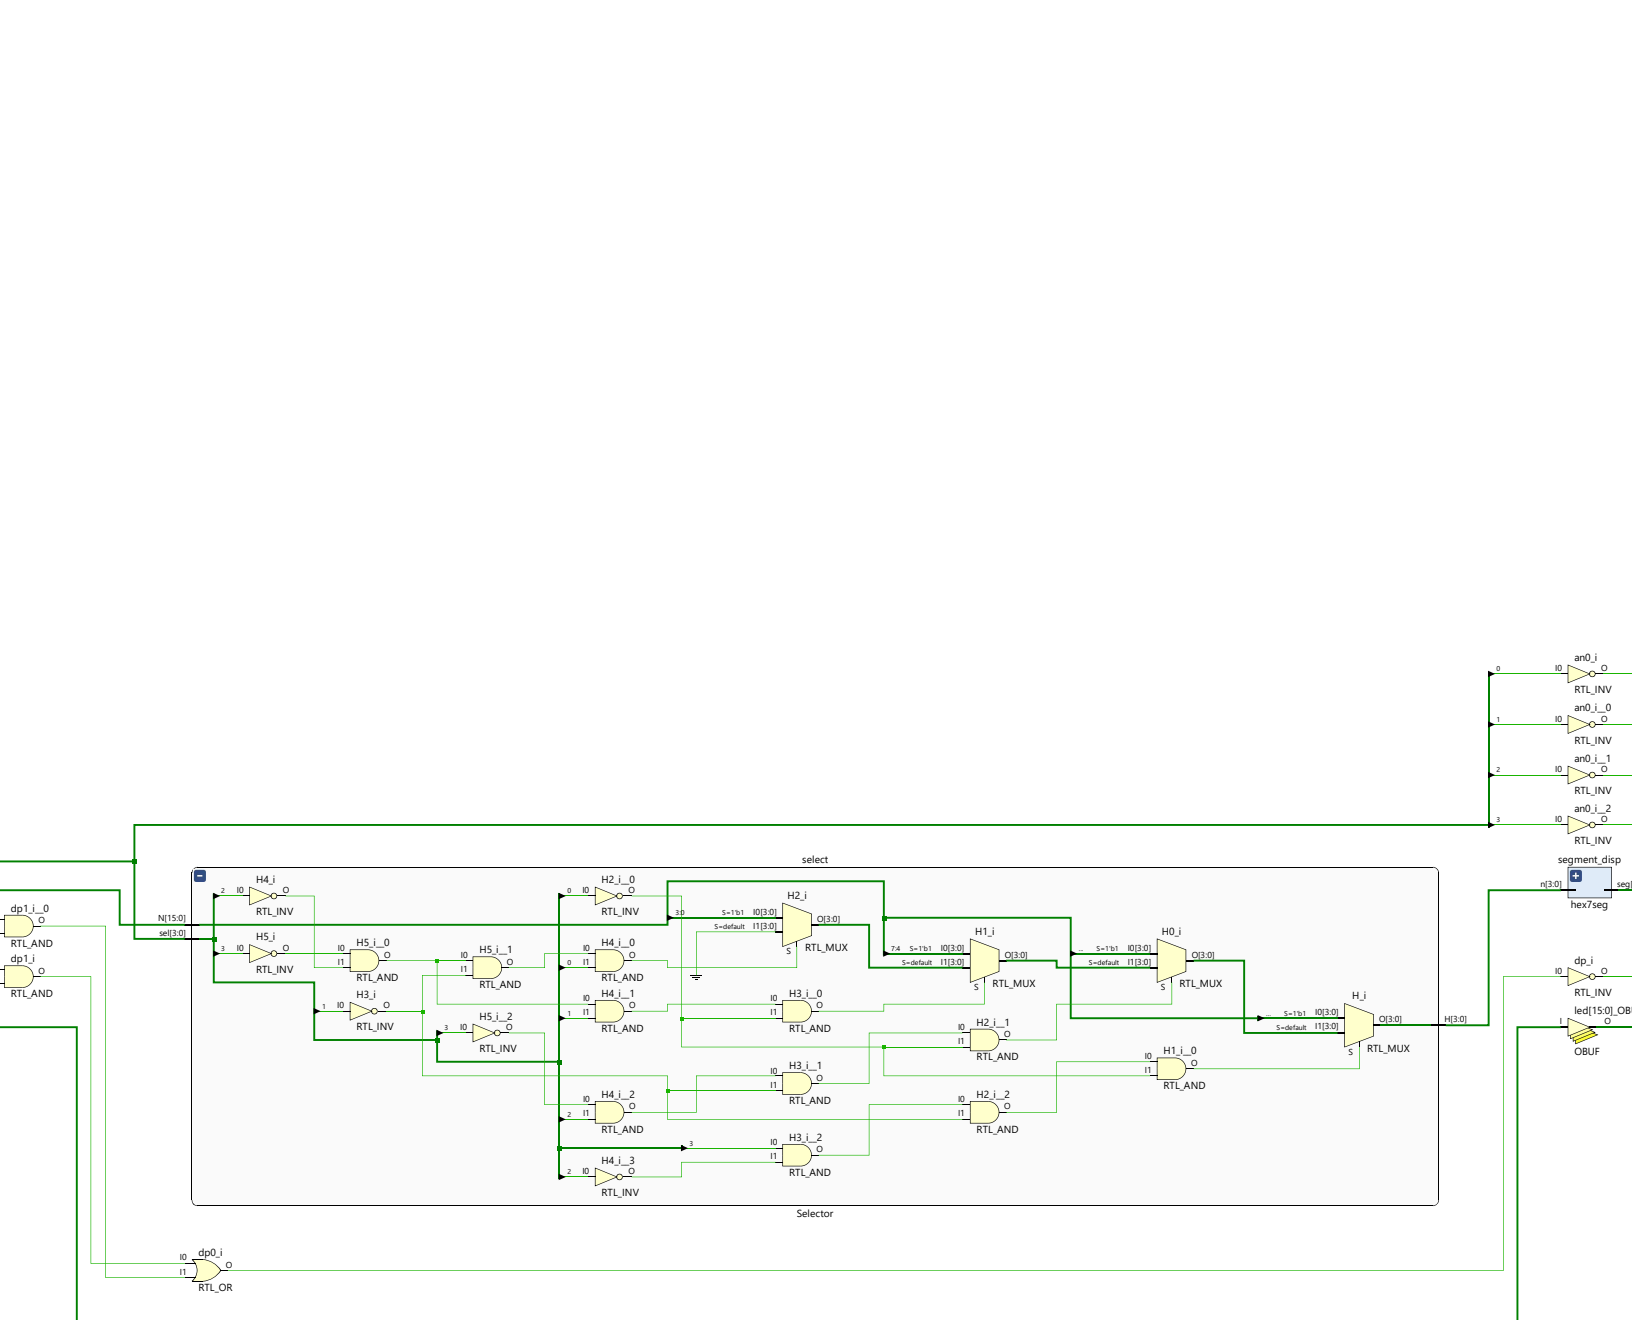 an0_i
0 I0 O
RTL_INV
an0_i__0
1 I0 O
RTL_INV
an0_i__1
2 I0 O
RTL_INV
an0_i__2
3 I0 O
RTL_INV
segment_disp
n[3:0] seg[
hex7seg
select
dp1_i__0
O
RTL_AND
dp1_i
O
RTL_AND
N[15:0]
sel[3:0]
H4_i
2 I0 O
RTL_INV
H5_i
3 I0 O
RTL_INV
H5_i__0
I0 O
I1
RTL_AND
H3_i
1 I0 O
RTL_INV
H5_i__1
I0 O
I1
RTL_AND
H5_i__2
3 I0 O
RTL_INV
H2_i__0
0 I0 O
RTL_INV
H4_i__0
I0 O
0 I1
RTL_AND
H4_i__1
I0 O
1 I1
RTL_AND
H4_i__2
I0 O
2 I1
RTL_AND
H4_i__3
2 I0 O
RTL_INV
H2_i
3:0 S=1'b1 I0[3:0] O[3:0]
S=default I1[3:0]
S
RTL_MUX
H3_i__0
I0 O
I1
RTL_AND
H3_i__1
I0 O
I1
RTL_AND
H3_i__2
3 I0 O
I1
RTL_AND
H1_i
7:4 S=1'b1 I0[3:0] O[3:0]
S=default I1[3:0]
S
RTL_MUX
H2_i__1
I0 O
I1
RTL_AND
H2_i__2
I0 O
I1
RTL_AND
H0_i
... S=1'b1 I0[3:0] O[3:0]
S=default I1[3:0]
S
RTL_MUX
H1_i__0
I0 O
I1
RTL_AND
H_i
... S=1'b1 I0[3:0] O[3:0]
S=default I1[3:0]
S
RTL_MUX
H[3:0]
Selector
dp_i
I0 O
RTL_INV
led[15:0]_OBU
I O
OBUF
dp0_i
I0 O
I1
RTL_OR